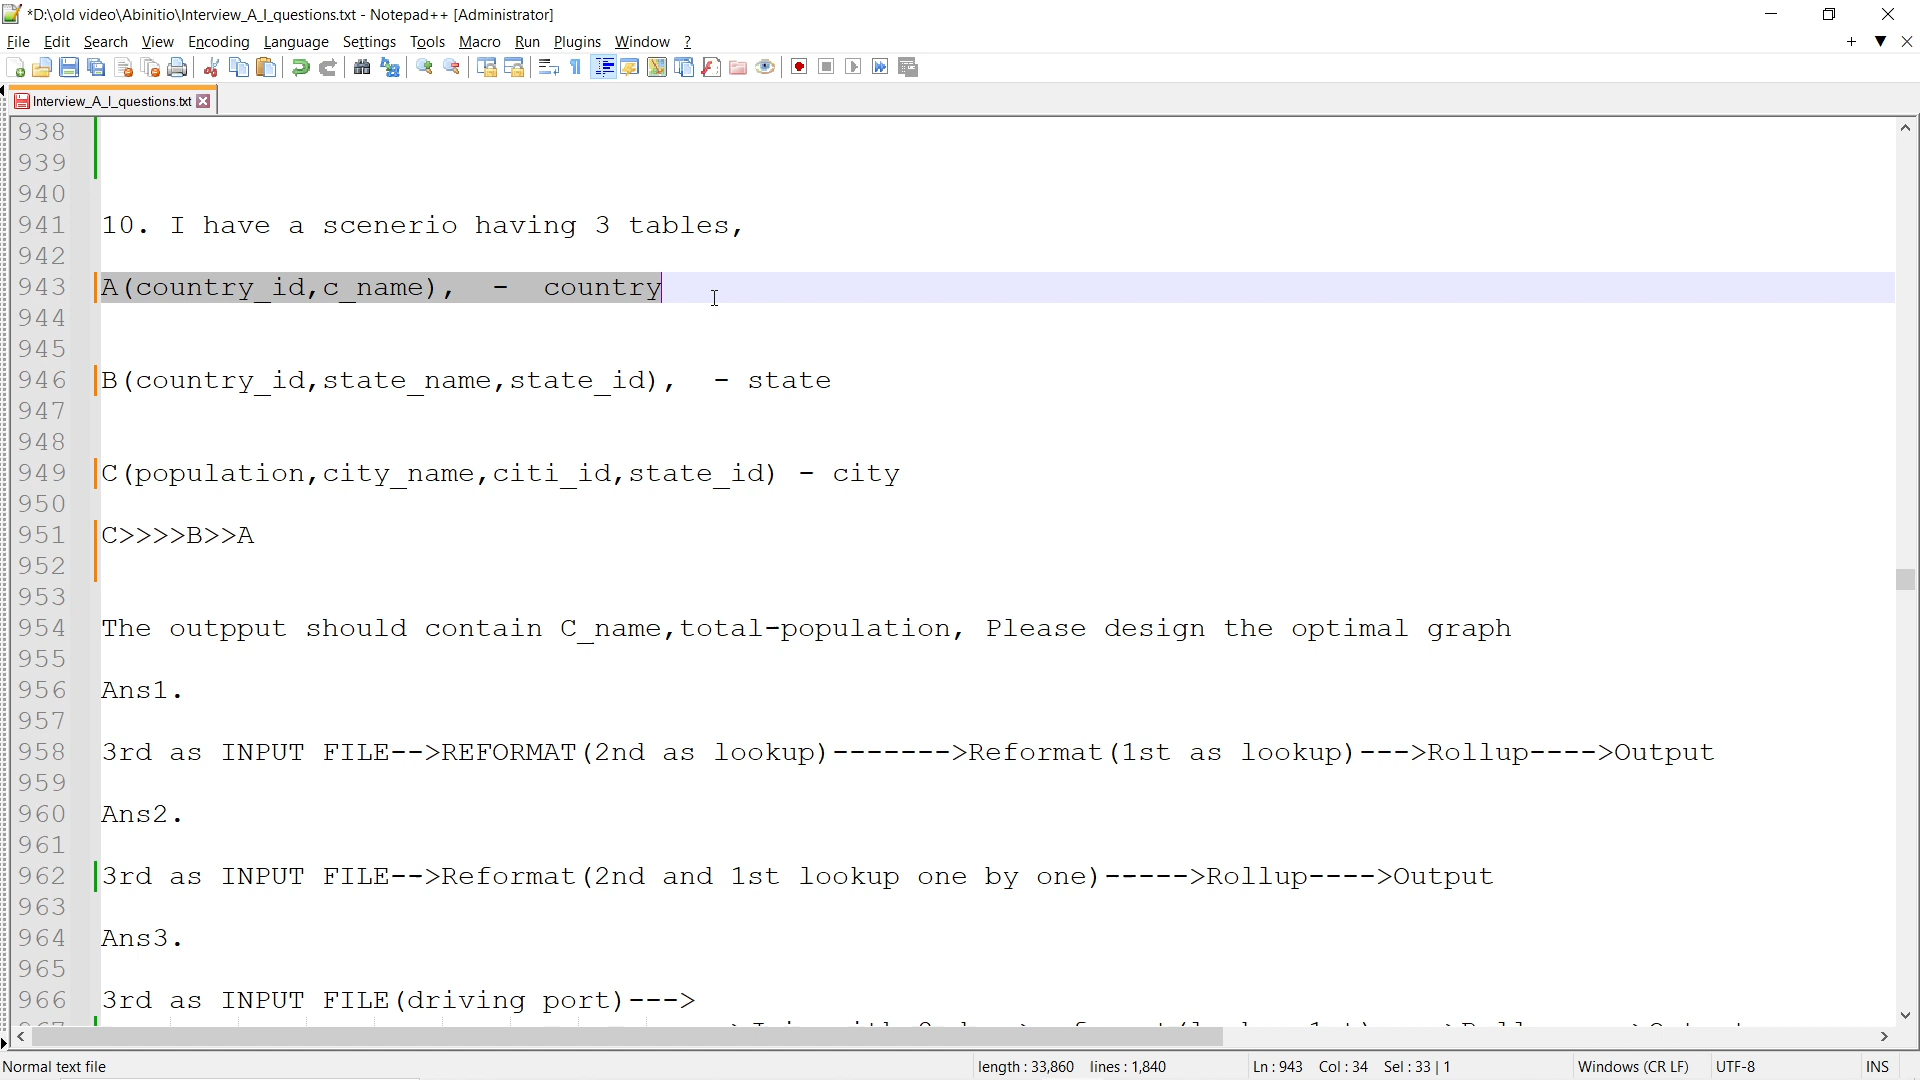 *D:\old video\Abinitio\Interview_A_I_questions.txt - Notepad++ [Administrator]
File Edit Search View Encoding Language Settings Tools Macro Run Plugins Window ?
Interview_A_I_questions.txt
938
939
940
941 10. I have a scenerio having 3 tables,
942
943 A(country_id,c_name), - country
944
945
946 B(country_id,state_name,state_id), - state
947
948
949 C(population,city_name,citi_id,state_id) - city
950
951 C>>>>B>>A
952
953
954 The outpput should contain C_name,total-population, Please design the optimal graph
955
956 Ans1.
957
958 3rd as INPUT FILE-->REFORMAT(2nd as lookup)------->Reformat(1st as lookup)--->Rollup---->Output
959
960 Ans2.
961
962 3rd as INPUT FILE-->Reformat(2nd and 1st lookup one by one)----->Rollup---->Output
963
964 Ans3.
965
966 3rd as INPUT FILE(driving port)--->
Normal text file length : 33,860 lines : 1,840 Ln : 943 Col : 34 Sel : 33 | 1 Windows (CR LF) UTF-8 INS